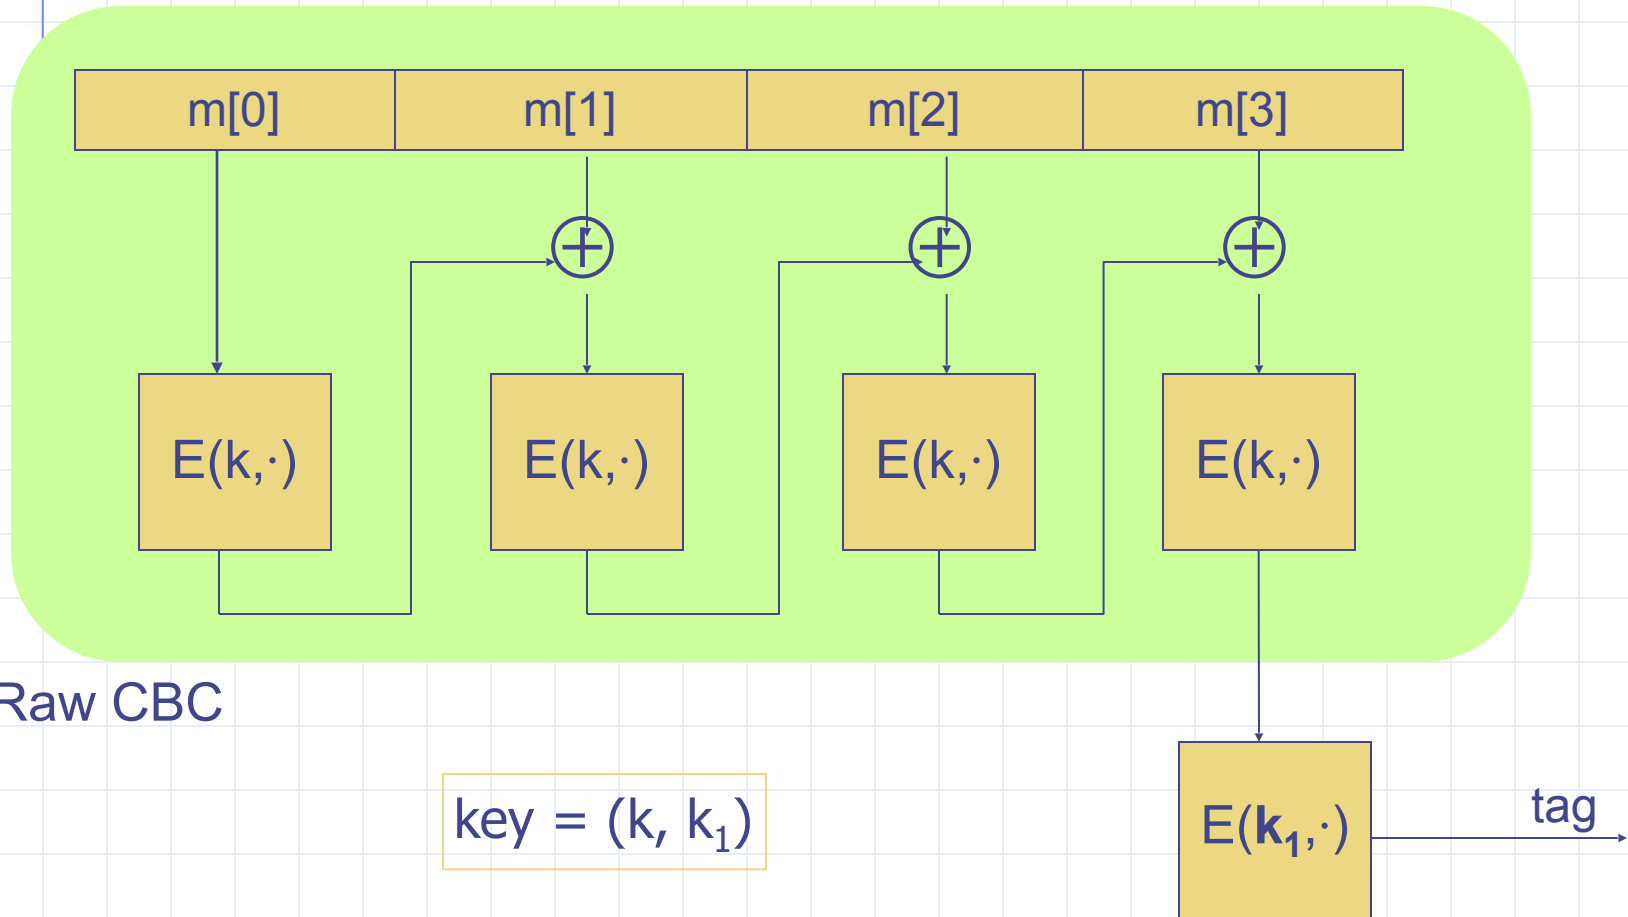 m[0] m[1] m[2] m[3]
E(k,·) E(k,·) E(k,·) E(k,·)
Raw CBC
key = (k, k₁)
E(k₁,·)
tag